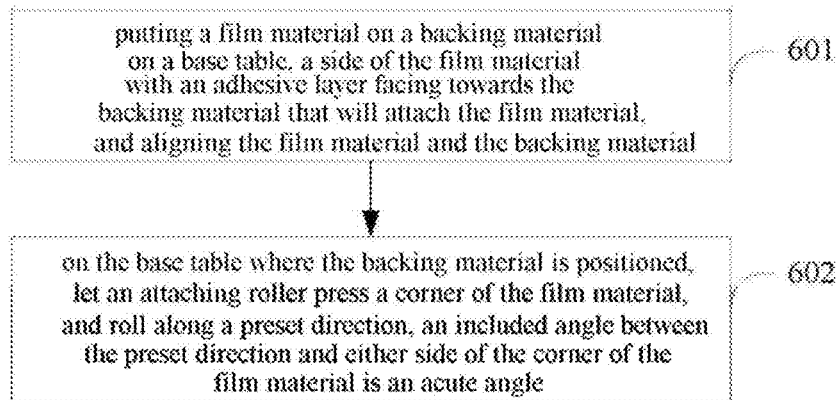 putting a film material on a backing material
on a base table, a side of the film material
with an adhesive layer facing towards the
backing material that will attach the film material,
and aligning the film material and the backing material
601
on the base table where the backing material is positioned,
let an attaching roller press a corner of the film material,
and roll along a preset direction, an included angle between
the preset direction and either side of the corner of the
film material is an acute angle
602